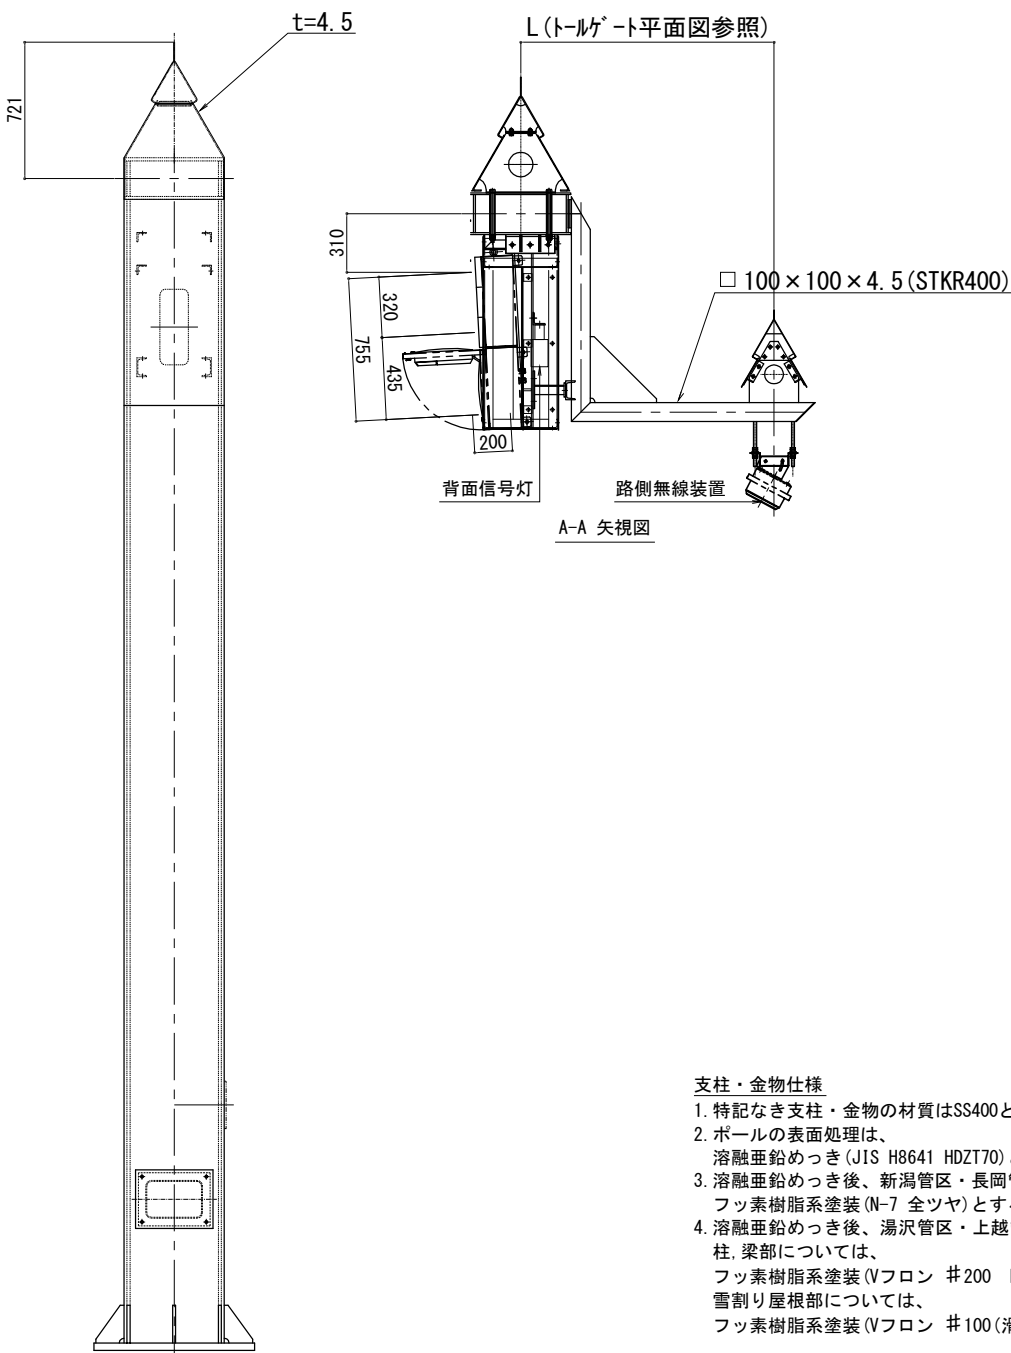 t=4.5
721
L(ﾄｰﾙｹﾞｰﾄ平面図参照)
310
□ 100×100×4.5(STKR400)
320
755
435
200
背面信号灯
路側無線装置
A-A 矢視図
支柱・金物仕様
1. 特記なき支柱・金物の材質はSS400と
2. ポールの表面処理は、
溶融亜鉛めっき(JIS H8641 HDZT70)
3. 溶融亜鉛めっき後、新潟管区・長岡
フッ素樹脂系塗装(N-7 全ツヤ)とす
4. 溶融亜鉛めっき後、湯沢管区・上越
柱,梁部については、
フッ素樹脂系塗装(Vフロン ＃200
雪割り屋根部については、
フッ素樹脂系塗装(Vフロン ＃100(